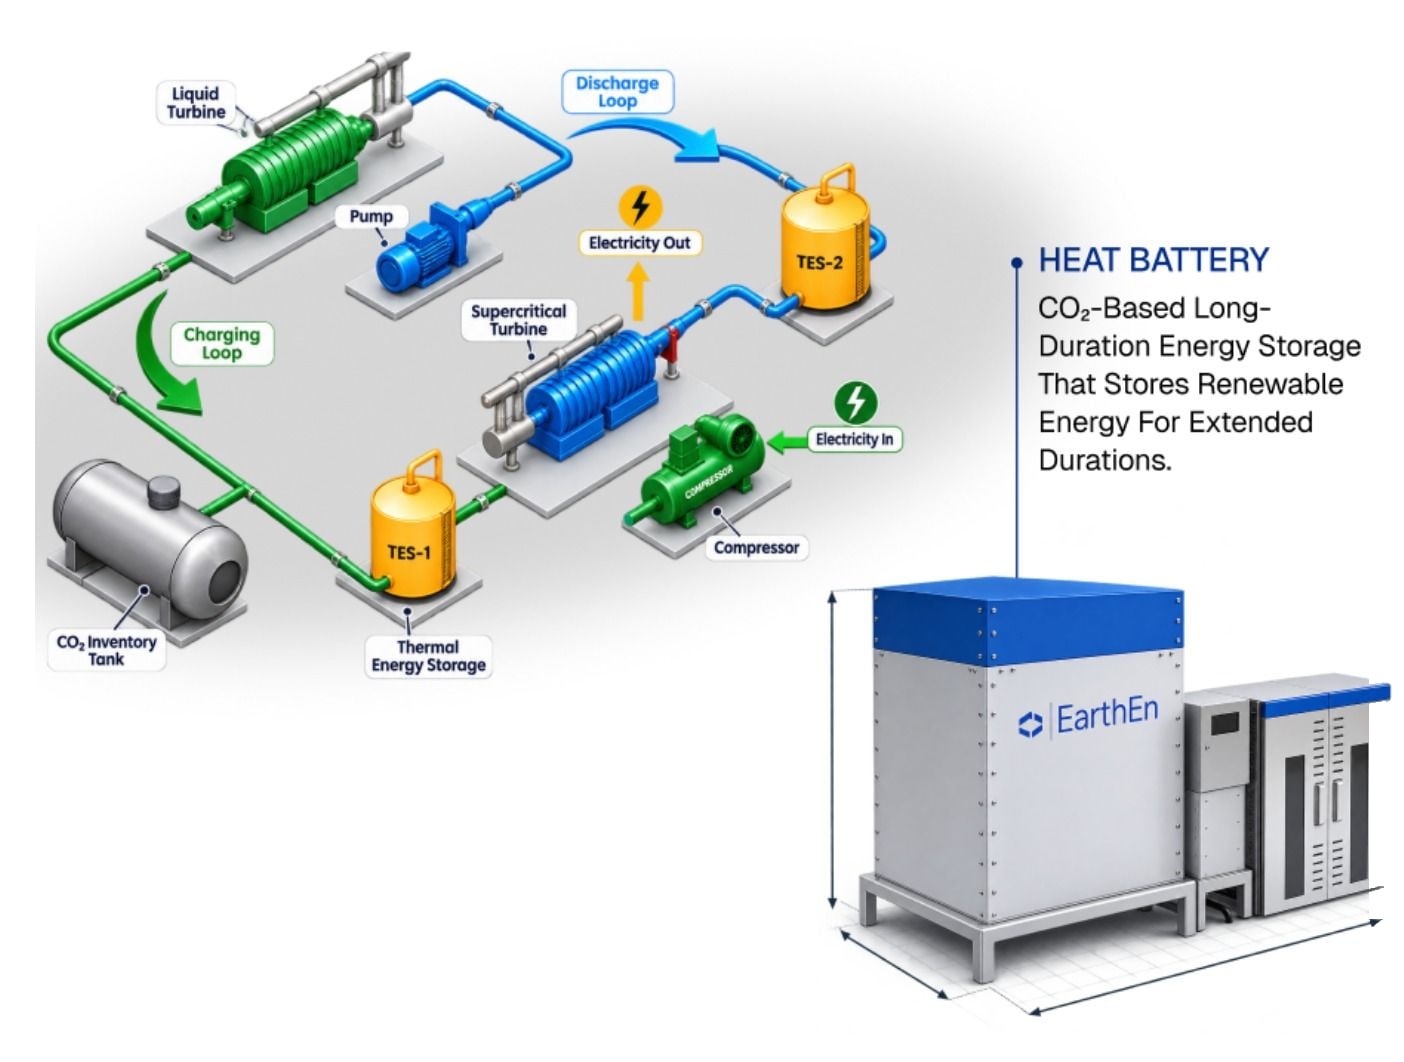 Liquid
Turbine
Discharge
Loop
Pump
Electricity Out
TES-2
Supercritical
Turbine
Charging
Loop
Electricity In
COMPRESSOR
Compressor
TES-1
CO₂ Inventory
Tank
Thermal
Energy Storage
HEAT BATTERY
CO₂-Based Long-
Duration Energy Storage
That Stores Renewable
Energy For Extended
Durations.
EarthEn